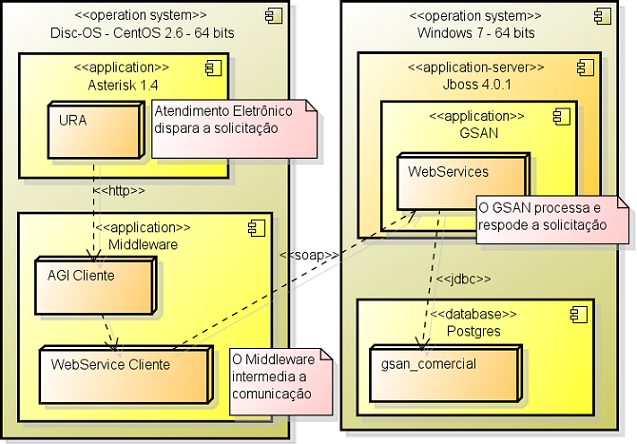 <<operation system>>
Disc-OS - CentOS 2.6 - 64 bits
<<application>>
Asterisk 1.4
URA
Atendimento Eletrônico
dispara a solicitação
<<http>>
<<application>>
Middleware
AGI Cliente
WebService Cliente
O Middleware
intermedia a
comunicação
<<soap>>
<<operation system>>
Windows 7 - 64 bits
<<application-server>>
Jboss 4.0.1
<<application>>
GSAN
WebServices
O GSAN processa e
respode a solicitação
<<jdbc>>
<<database>>
Postgres
gsan_comercial